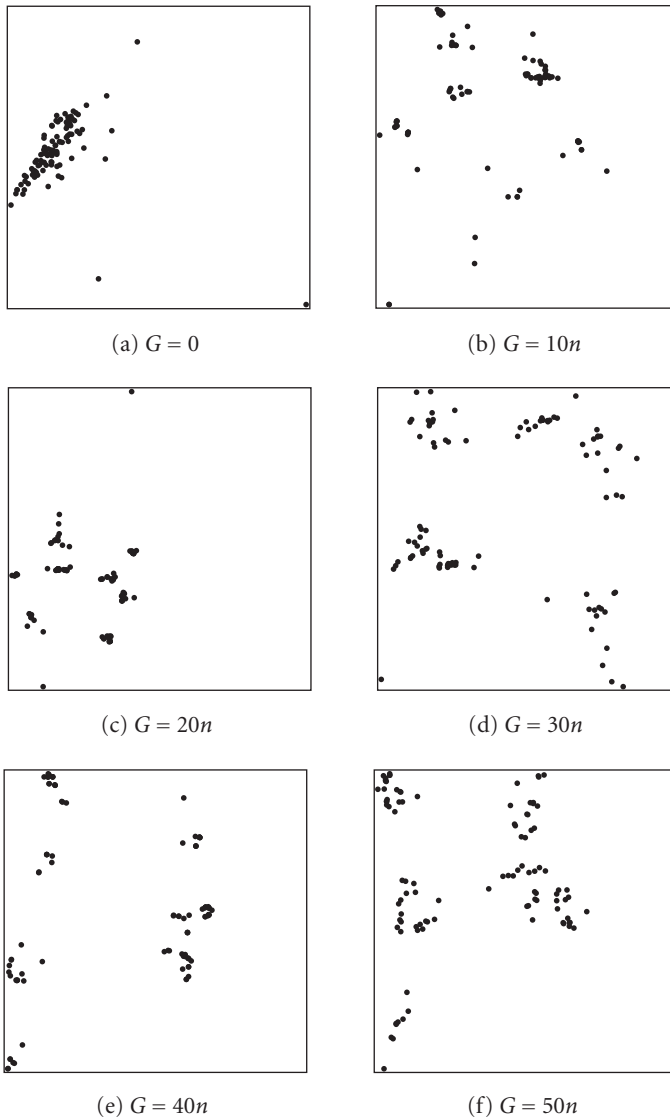 (a) G = 0
(b) G = 10n
(c) G = 20n
(d) G = 30n
(e) G = 40n
(f) G = 50n